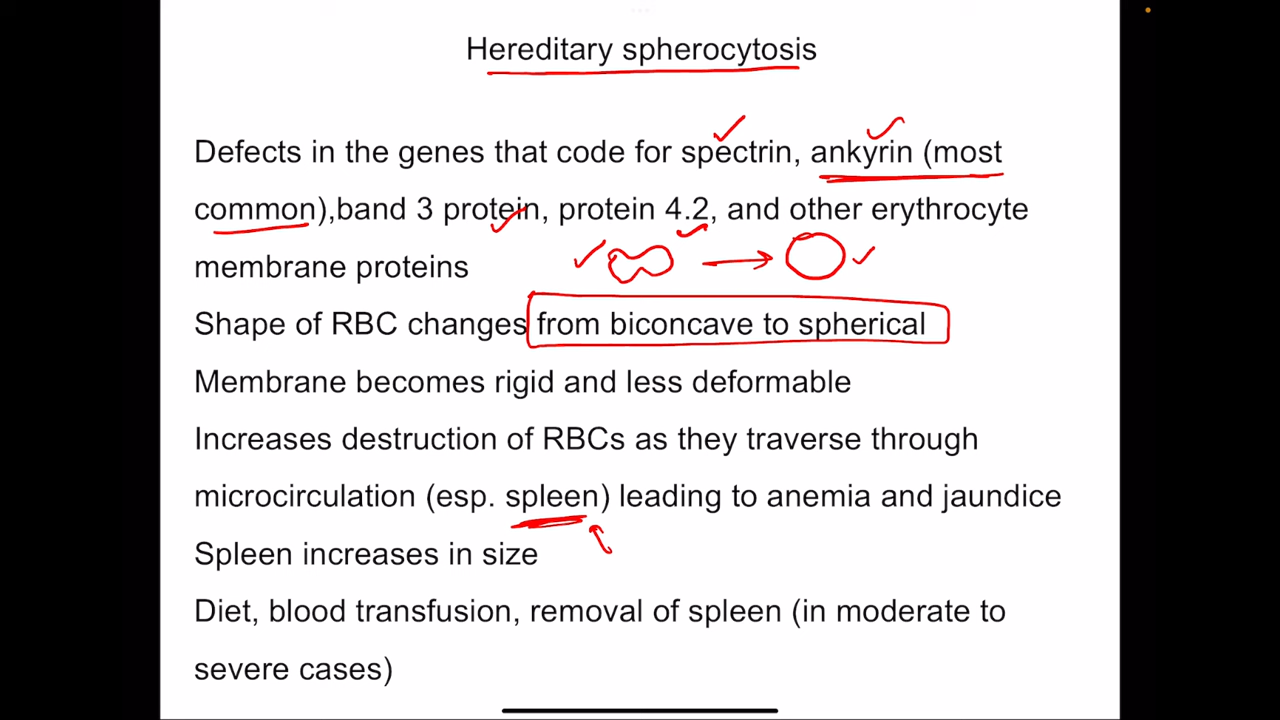 Hereditary spherocytosis
Defects in the genes that code for spectrin, ankyrin (most
common),band 3 protein, protein 4.2, and other erythrocyte
membrane proteins
Shape of RBC changes from biconcave to spherical
Membrane becomes rigid and less deformable
Increases destruction of RBCs as they traverse through
microcirculation (esp. spleen) leading to anemia and jaundice
Spleen increases in size
Diet, blood transfusion, removal of spleen (in moderate to
severe cases)